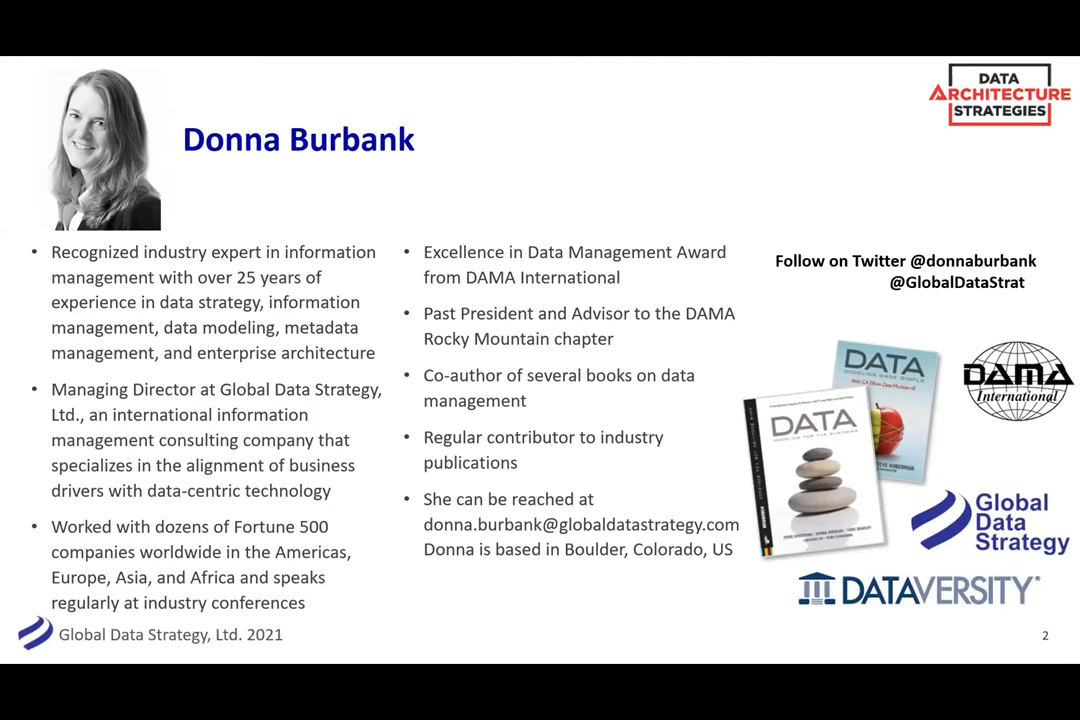 DATA
ARCHITECTURE
STRATEGIES
Donna Burbank
• Recognized industry expert in information
management with over 25 years of
experience in data strategy, information
management, data modeling, metadata
management, and enterprise architecture
• Managing Director at Global Data Strategy,
Ltd., an international information
management consulting company that
specializes in the alignment of business
drivers with data-centric technology
• Worked with dozens of Fortune 500
companies worldwide in the Americas,
Europe, Asia, and Africa and speaks
regularly at industry conferences
• Excellence in Data Management Award
from DAMA International
• Past President and Advisor to the DAMA
Rocky Mountain chapter
• Co-author of several books on data
management
• Regular contributor to industry
publications
• She can be reached at
donna.burbank@globaldatastrategy.com
Donna is based in Boulder, Colorado, US
Follow on Twitter @donnaburbank
@GlobalDataStrat
DATA
MODELING MADE SIMPLE
DATA
MODELING FOR THE BUSINESS
DAMA
International
Global
Data
Strategy
DATAVERSITY®
Global Data Strategy, Ltd. 2021
2